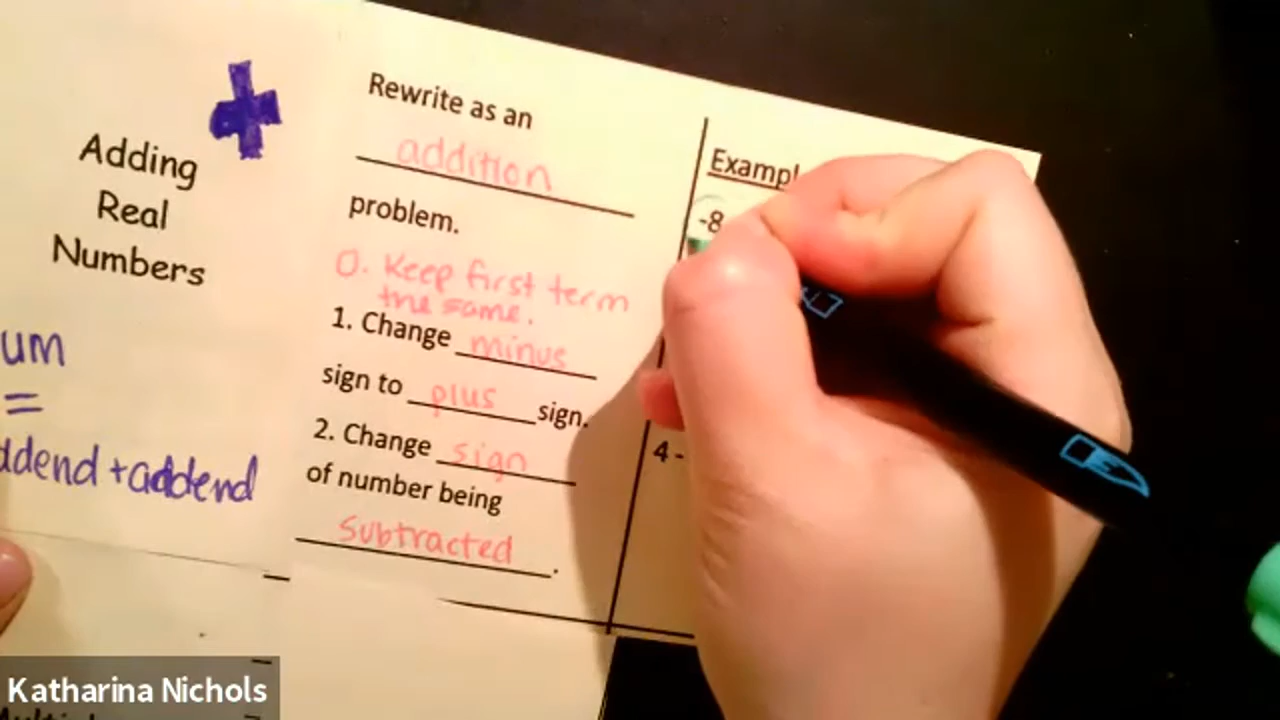 Adding
Real
Numbers
um
=
ddend + addend
Rewrite as an
addition
problem.
0. Keep first term
the same.
1. Change minus
sign to plus sign.
2. Change sign
of number being
subtracted.
Exampl
-8
4 -
Katharina Nichols